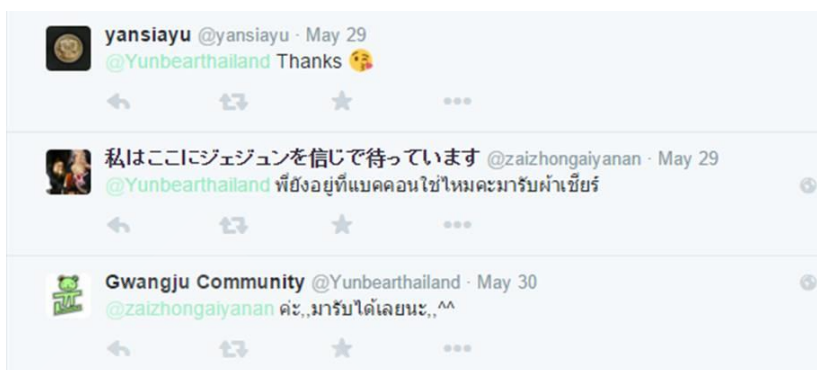 yansiayu @yansiayu · May 29
@Yunbearthailand Thanks 😘
私はここにジェジュンを信じで待っています @zaizhongaiyanan · May 29
@Yunbearthailand พี่ยังอยู่ที่แบคคอนใช่ไหมคะมารับผ้าเชียร์
Gwangju Community @Yunbearthailand · May 30
@zaizhongaiyanan ค่ะ,,มารับได้เลยนะ,,^^